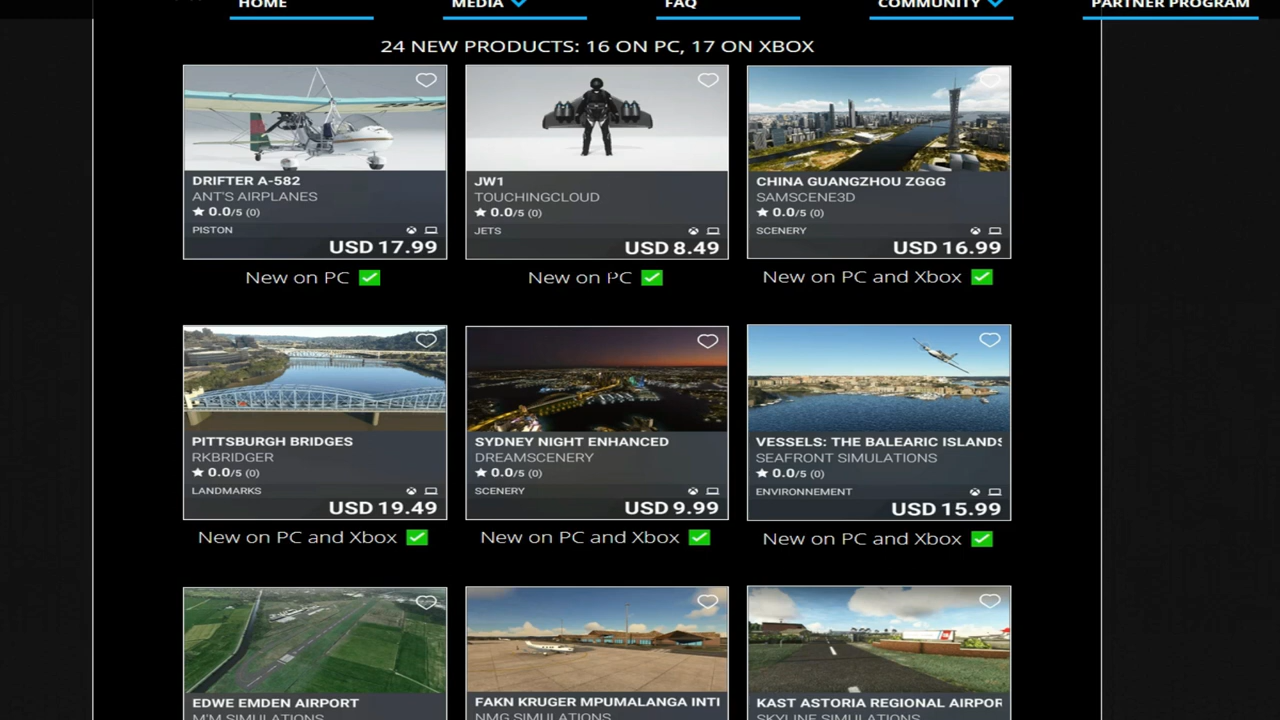 HOME MEDIA FAQ COMMUNITY PARTNER PROGRAM
24 NEW PRODUCTS: 16 ON PC, 17 ON XBOX
DRIFTER A-582
ANT'S AIRPLANES
0.0/5 (0)
PISTON
USD 17.99
New on PC
JW1
TOUCHINGCLOUD
0.0/5 (0)
JETS
USD 8.49
New on PC
CHINA GUANGZHOU ZGGG
SAMSCENE3D
0.0/5 (0)
SCENERY
USD 16.99
New on PC and Xbox
PITTSBURGH BRIDGES
RKBRIDGER
0.0/5 (0)
LANDMARKS
USD 19.49
New on PC and Xbox
SYDNEY NIGHT ENHANCED
DREAMSCENERY
0.0/5 (0)
SCENERY
USD 9.99
New on PC and Xbox
VESSELS: THE BALEARIC ISLANDS
SEAFRONT SIMULATIONS
0.0/5 (0)
ENVIRONNEMENT
USD 15.99
New on PC and Xbox
EDWE EMDEN AIRPORT
M'M SIMULATIONS
FAKN KRUGER MPUMALANGA INTI
NMG SIMULATIONS
KAST ASTORIA REGIONAL AIRPOR
SKYLINE SIMULATIONS